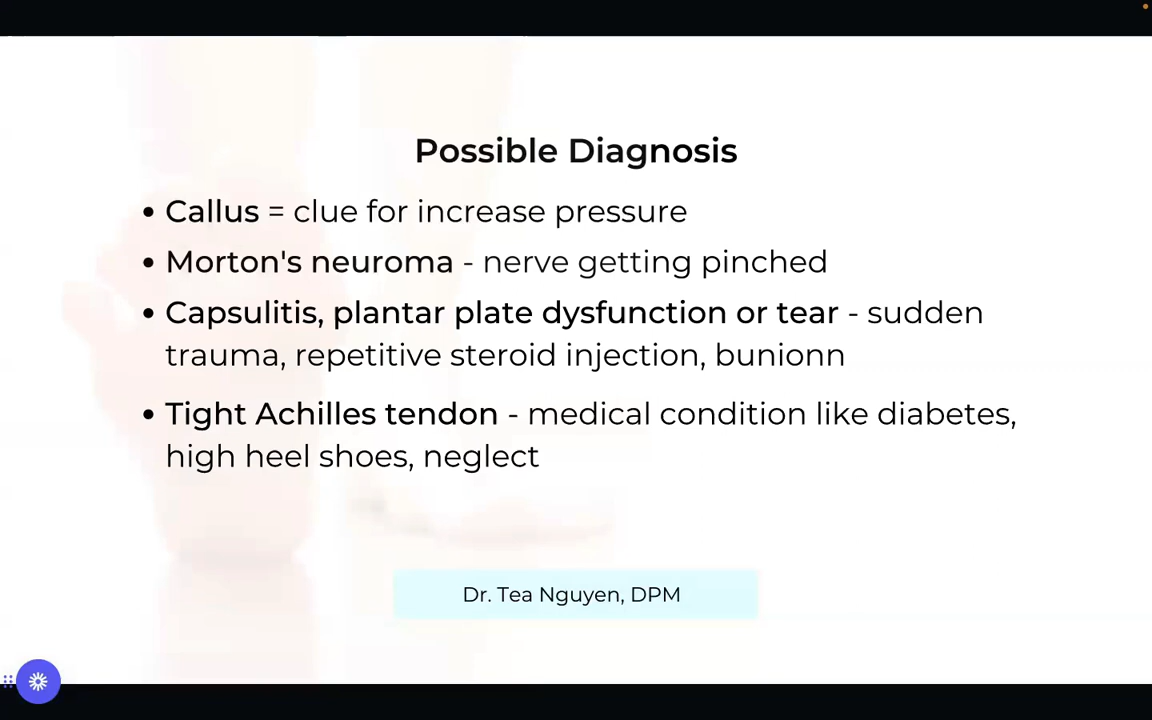 Possible Diagnosis
• Callus = clue for increase pressure
• Morton's neuroma - nerve getting pinched
• Capsulitis, plantar plate dysfunction or tear - sudden
trauma, repetitive steroid injection, bunionn
• Tight Achilles tendon - medical condition like diabetes,
high heel shoes, neglect
Dr. Tea Nguyen, DPM